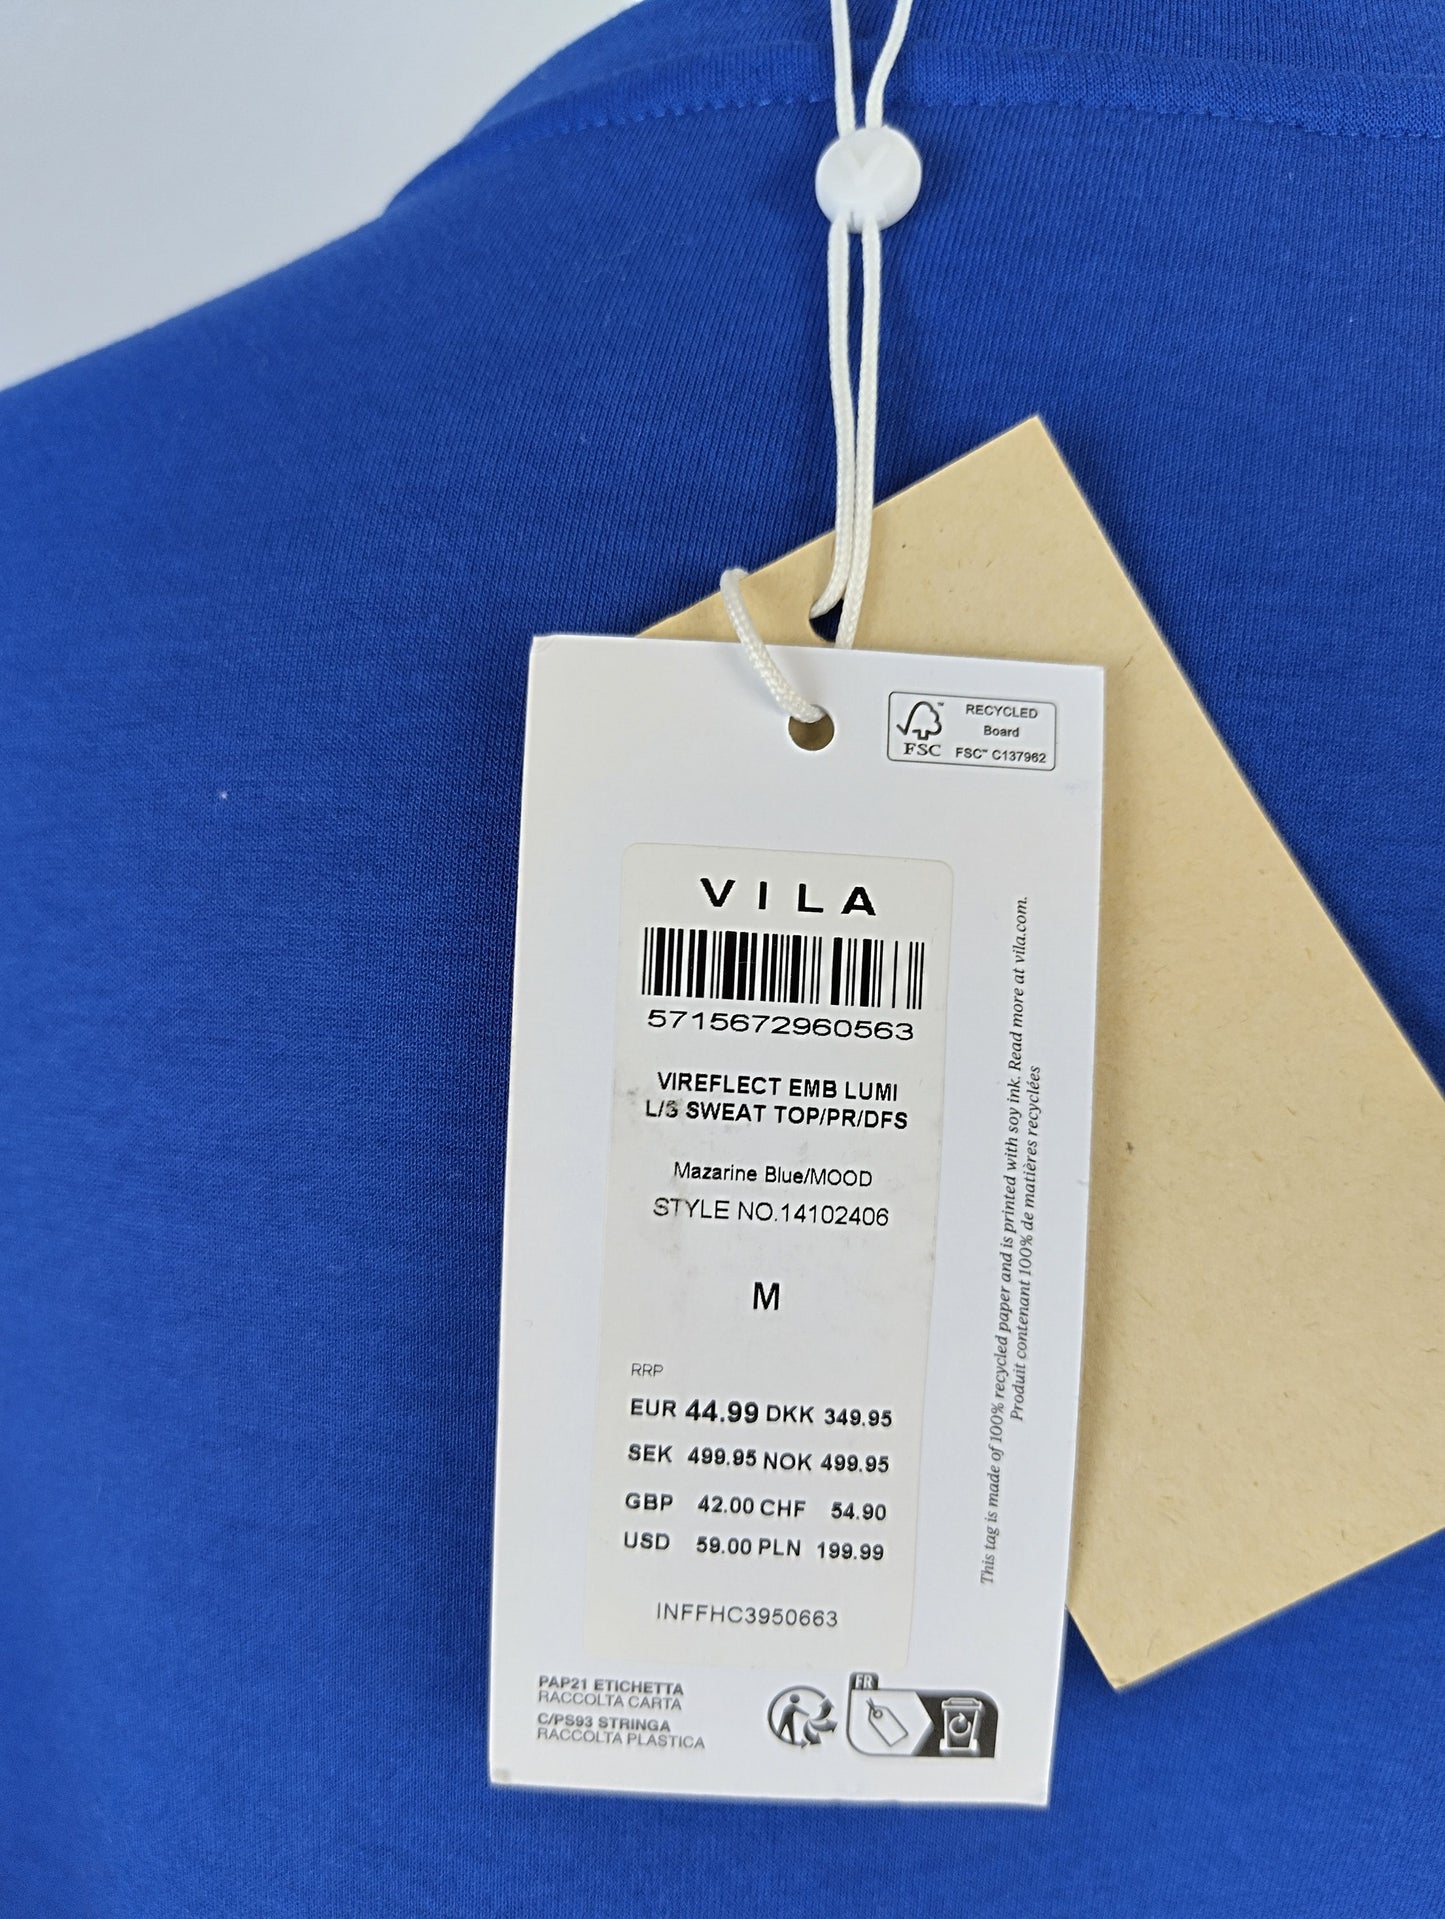 RECYCLED
Board
FSC
FSC™ C137962
VILA
5715672960563
VIREFLECT EMB LUMI
L/S SWEAT TOP/PR/DFS
Mazarine Blue/MOOD
STYLE NO.14102406
M
RRP
EUR 44.99 DKK 349.95
SEK 499.95 NOK 499.95
GBP 42.00 CHF 54.90
USD 59.00 PLN 199.99
INFFHC3950663
This tag is made of 100% recycled paper and is printed with soy ink. Read more at vila.com.
Produit contenant 100% de matières recyclées
PAP21 ETICHETTA
RACCOLTA CARTA
C/PS93 STRINGA
RACCOLTA PLASTICA
FR